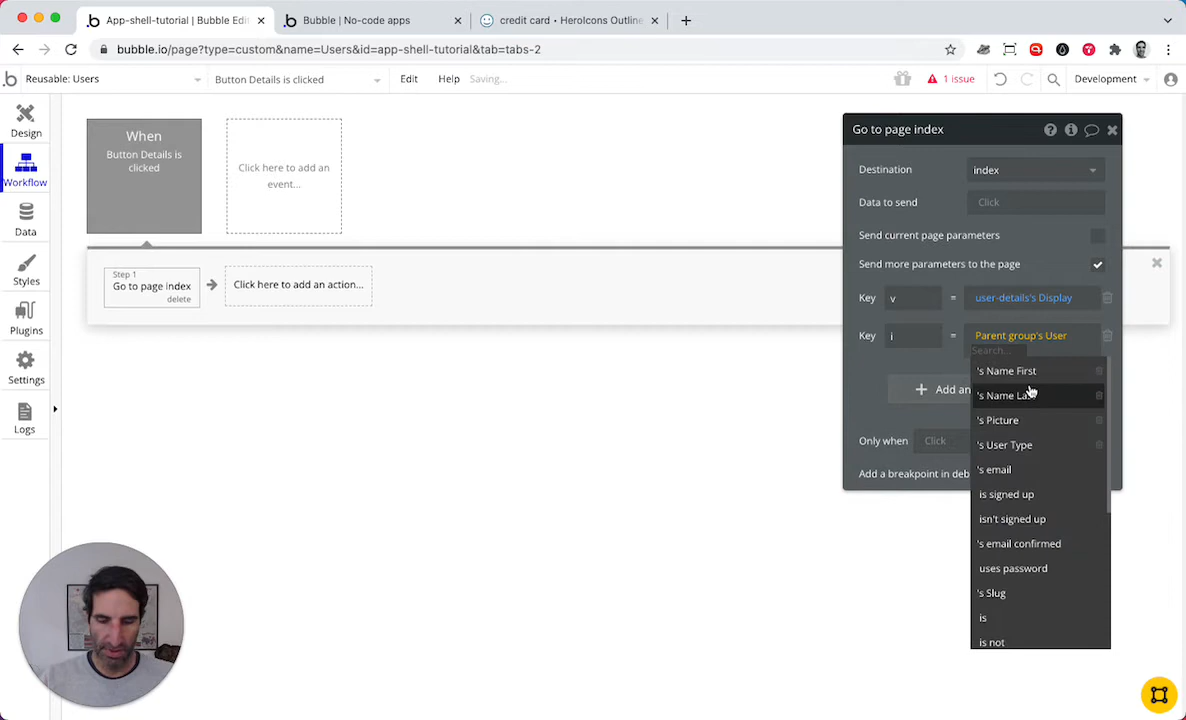 App-shell-tutorial | Bubble Edi
Bubble | No-code apps
credit card · HeroIcons Outline
bubble.io/page?type=custom&name=Users&id=app-shell-tutorial&tab=tabs-2
Reusable: Users
Button Details is clicked
Edit
Help
Saving...
1 issue
Development
Design
Workflow
Data
Styles
Plugins
Settings
Logs
When
Button Details is
clicked
Click here to add an
event...
Step 1
Go to page index
delete
Click here to add an action...
Go to page index
Destination
index
Data to send
Click
Send current page parameters
Send more parameters to the page
Key
v
=
user-details's Display
Key
i
=
Parent group's User
Search...
Add an
Only when
Click
Add a breakpoint in deb
's Name First
's Name
's Picture
's User Type
's email
is signed up
isn't signed up
's email confirmed
uses password
's Slug
is
is not